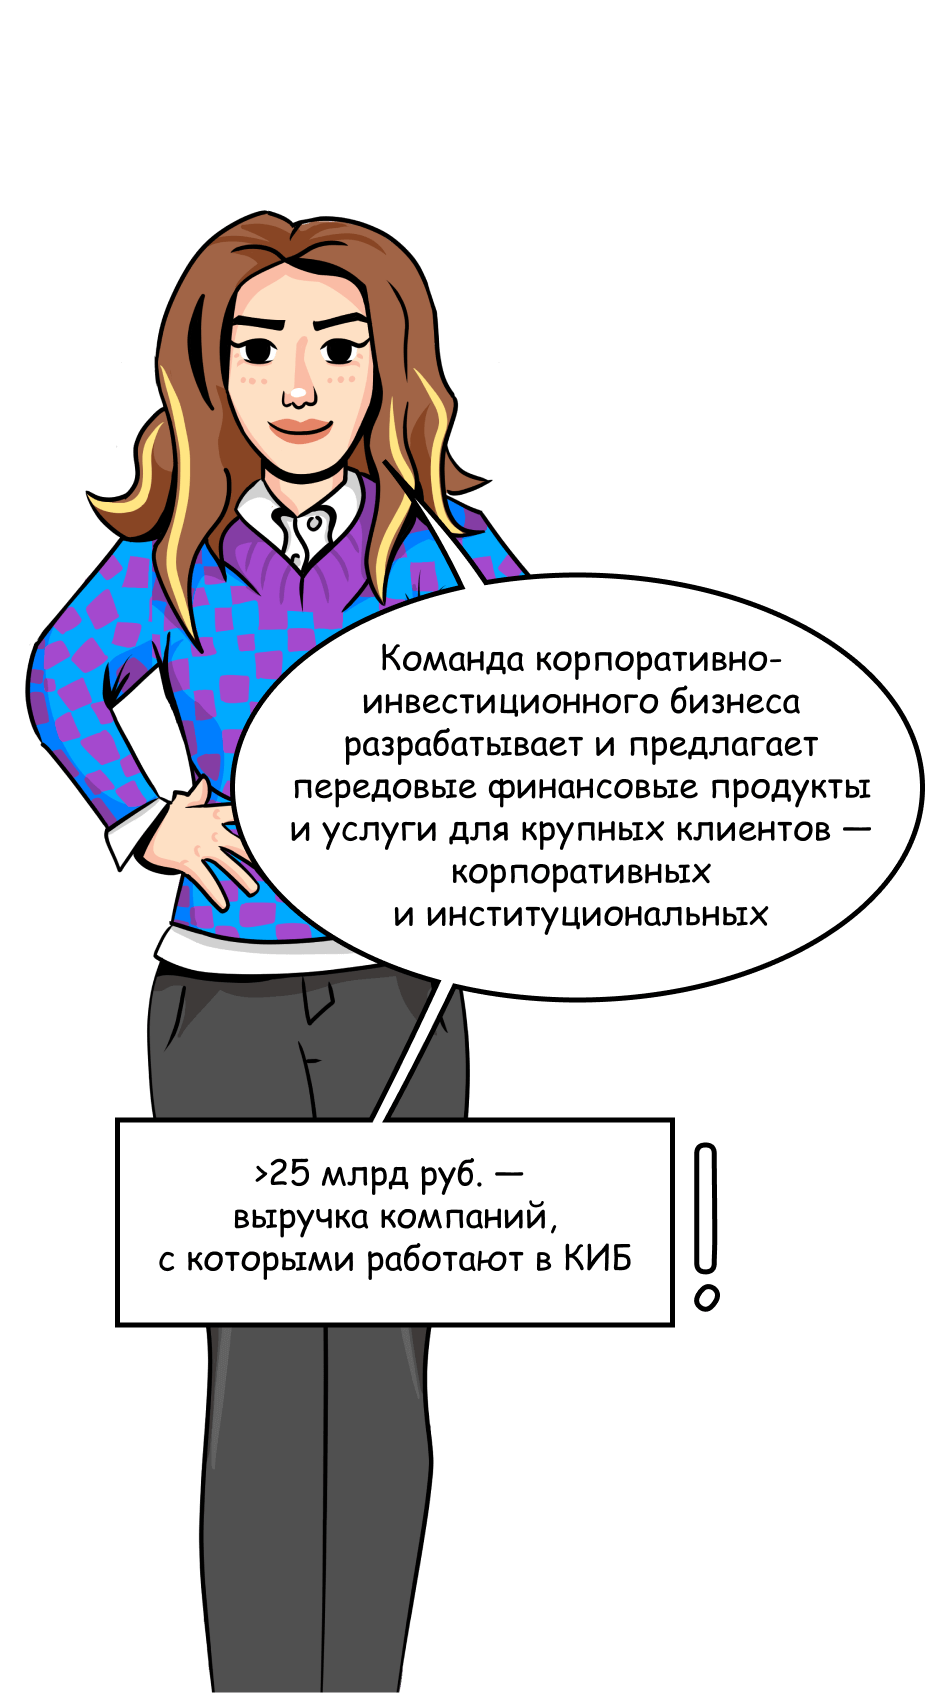 Команда корпоративно-
инвестиционного бизнеса
разрабатывает и предлагает
передовые финансовые продукты
и услуги для крупных клиентов —
корпоративных
и институциональных
>25 млрд руб. —
выручка компаний,
с которыми работают в КИБ
!